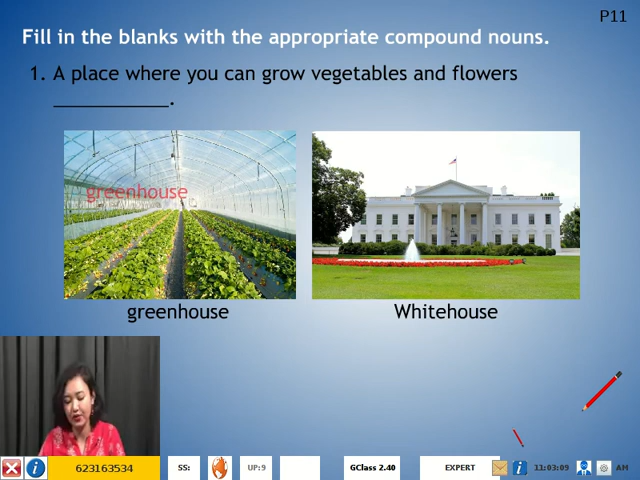 P11
Fill in the blanks with the appropriate compound nouns.
1. A place where you can grow vegetables and flowers
___________.
greenhouse
greenhouse Whitehouse
623163534 SS: UP:9 GClass 2.40 EXPERT 11:03:09 AM